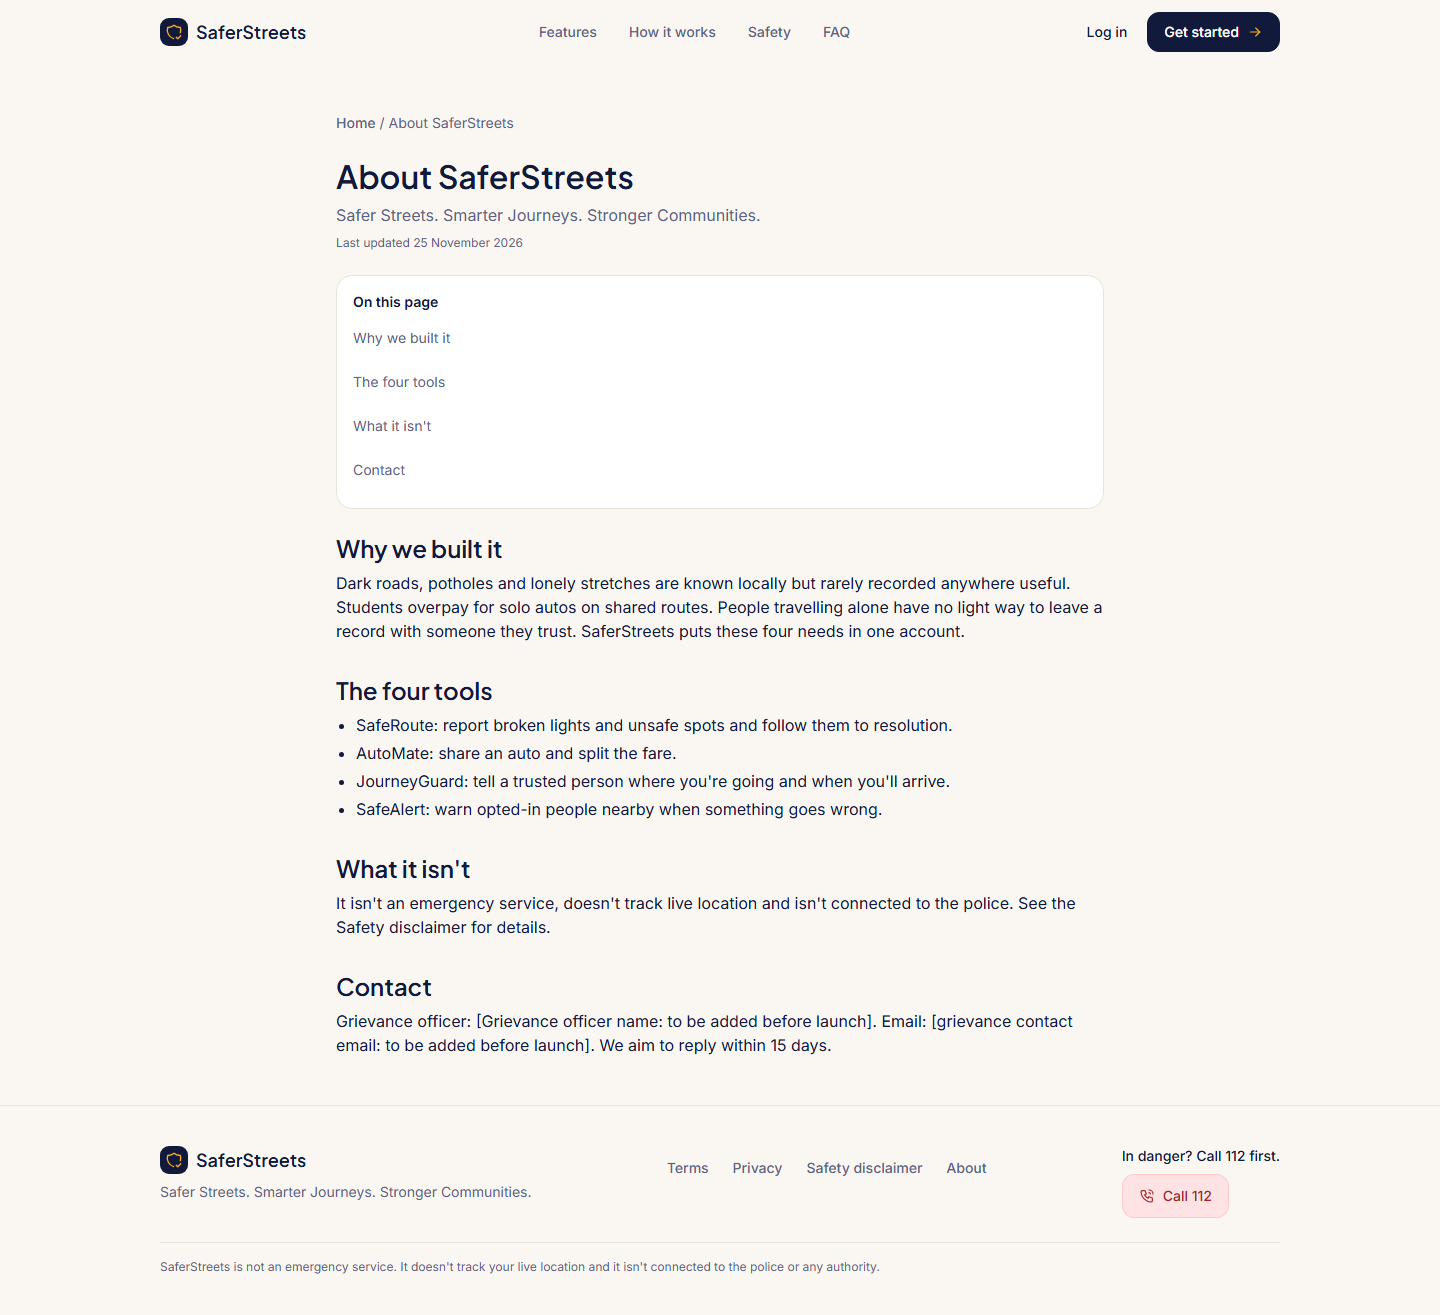 SaferStreets
Features
How it works
Safety
FAQ
Log in
Get started
Home / About SaferStreets
About SaferStreets
Safer Streets. Smarter Journeys. Stronger Communities.
Last updated 25 November 2026
On this page
Why we built it
The four tools
What it isn't
Contact
Why we built it
Dark roads, potholes and lonely stretches are known locally but rarely recorded anywhere useful.
Students overpay for solo autos on shared routes. People travelling alone have no light way to leave a
record with someone they trust. SaferStreets puts these four needs in one account.
The four tools
• SafeRoute: report broken lights and unsafe spots and follow them to resolution.
• AutoMate: share an auto and split the fare.
• JourneyGuard: tell a trusted person where you're going and when you'll arrive.
• SafeAlert: warn opted-in people nearby when something goes wrong.
What it isn't
It isn't an emergency service, doesn't track live location and isn't connected to the police. See the
Safety disclaimer for details.
Contact
Grievance officer: [Grievance officer name: to be added before launch]. Email: [grievance contact
email: to be added before launch]. We aim to reply within 15 days.
SaferStreets
Safer Streets. Smarter Journeys. Stronger Communities.
Terms
Privacy
Safety disclaimer
About
In danger? Call 112 first.
Call 112
SaferStreets is not an emergency service. It doesn't track your live location and it isn't connected to the police or any authority.